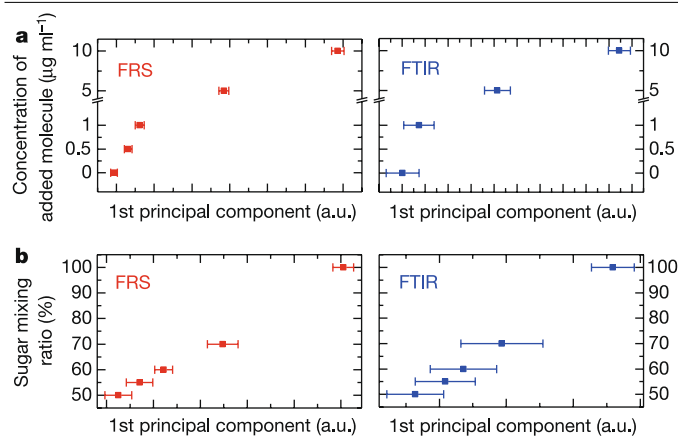 a
Concentration of
added molecule (µg ml⁻¹)
10
5
1
0.5
0
FRS
1st principal component (a.u.)
FTIR
10
5
1
0.5
0
1st principal component (a.u.)
b
Sugar mixing
ratio (%)
100
90
80
70
60
50
FRS
1st principal component (a.u.)
FTIR
100
90
80
70
60
50
1st principal component (a.u.)